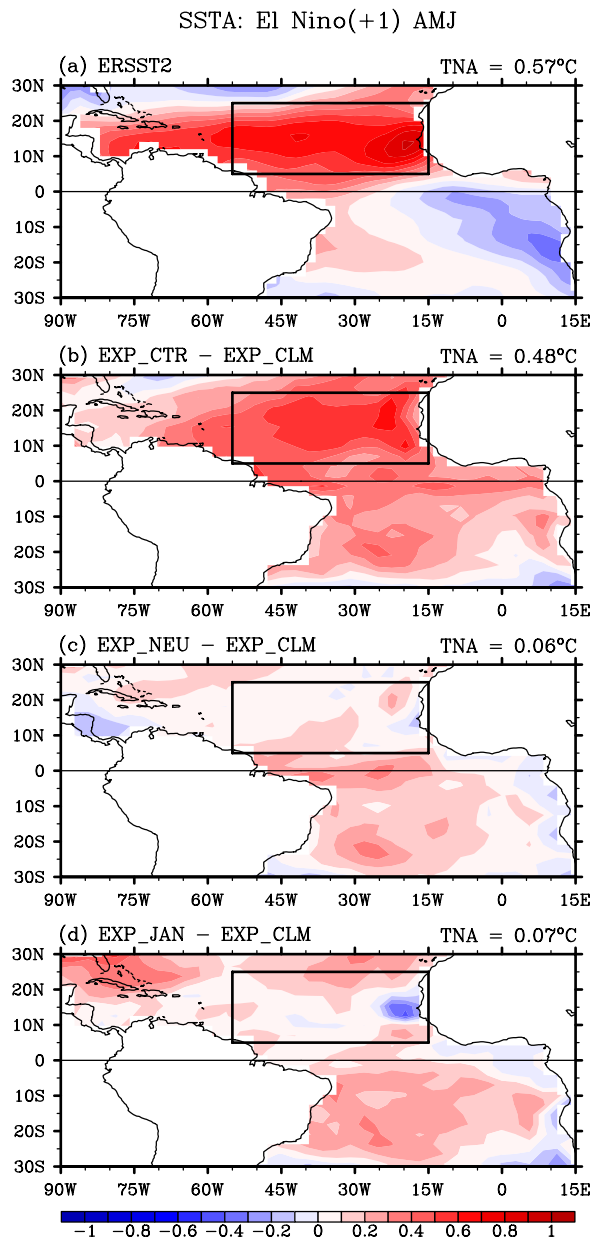 SSTA: El Nino(+1) AMJ
(a) ERSST2 TNA = 0.57°C
30N
20N
10N
0
10S
20S
30S
90W 75W 60W 45W 30W 15W 0 15E
(b) EXP_CTR - EXP_CLM TNA = 0.48°C
30N
20N
10N
0
10S
20S
30S
90W 75W 60W 45W 30W 15W 0 15E
(c) EXP_NEU - EXP_CLM TNA = 0.06°C
30N
20N
10N
0
10S
20S
30S
90W 75W 60W 45W 30W 15W 0 15E
(d) EXP_JAN - EXP_CLM TNA = 0.07°C
30N
20N
10N
0
10S
20S
30S
90W 75W 60W 45W 30W 15W 0 15E
-1 -0.8 -0.6 -0.4 -0.2 0 0.2 0.4 0.6 0.8 1